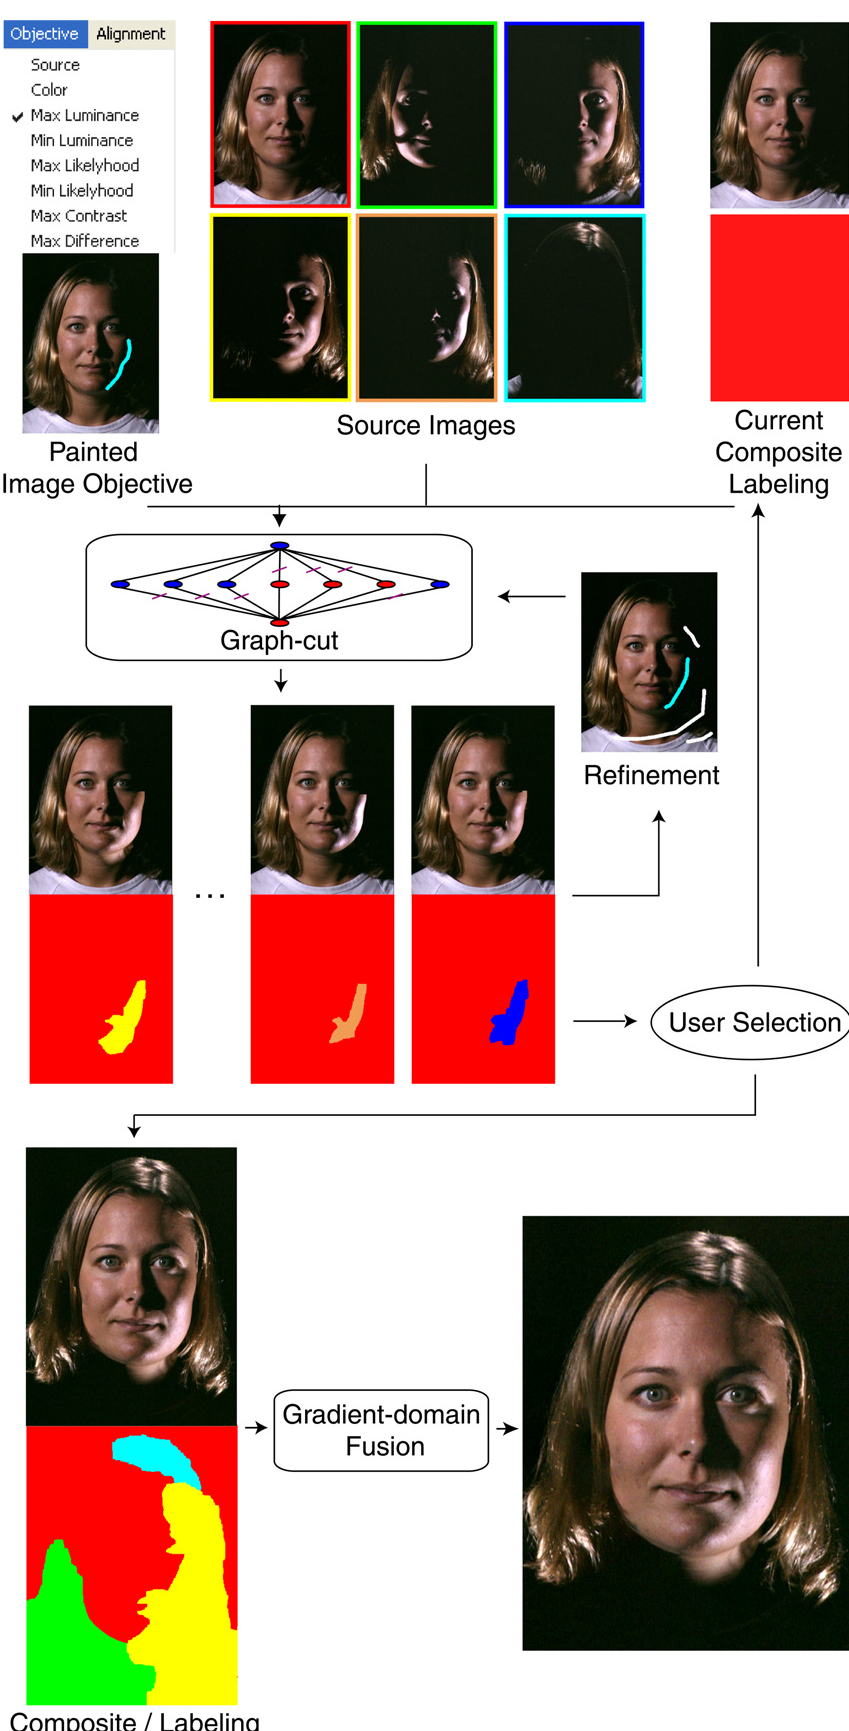 Objective Alignment
Source
Color
Max Luminance
Min Luminance
Max Likelyhood
Min Likelyhood
Max Contrast
Max Difference
Painted
Image Objective
Source Images
Current
Composite
Labeling
Graph-cut
Refinement
...
User Selection
Gradient-domain
Fusion
Composite / Labeling